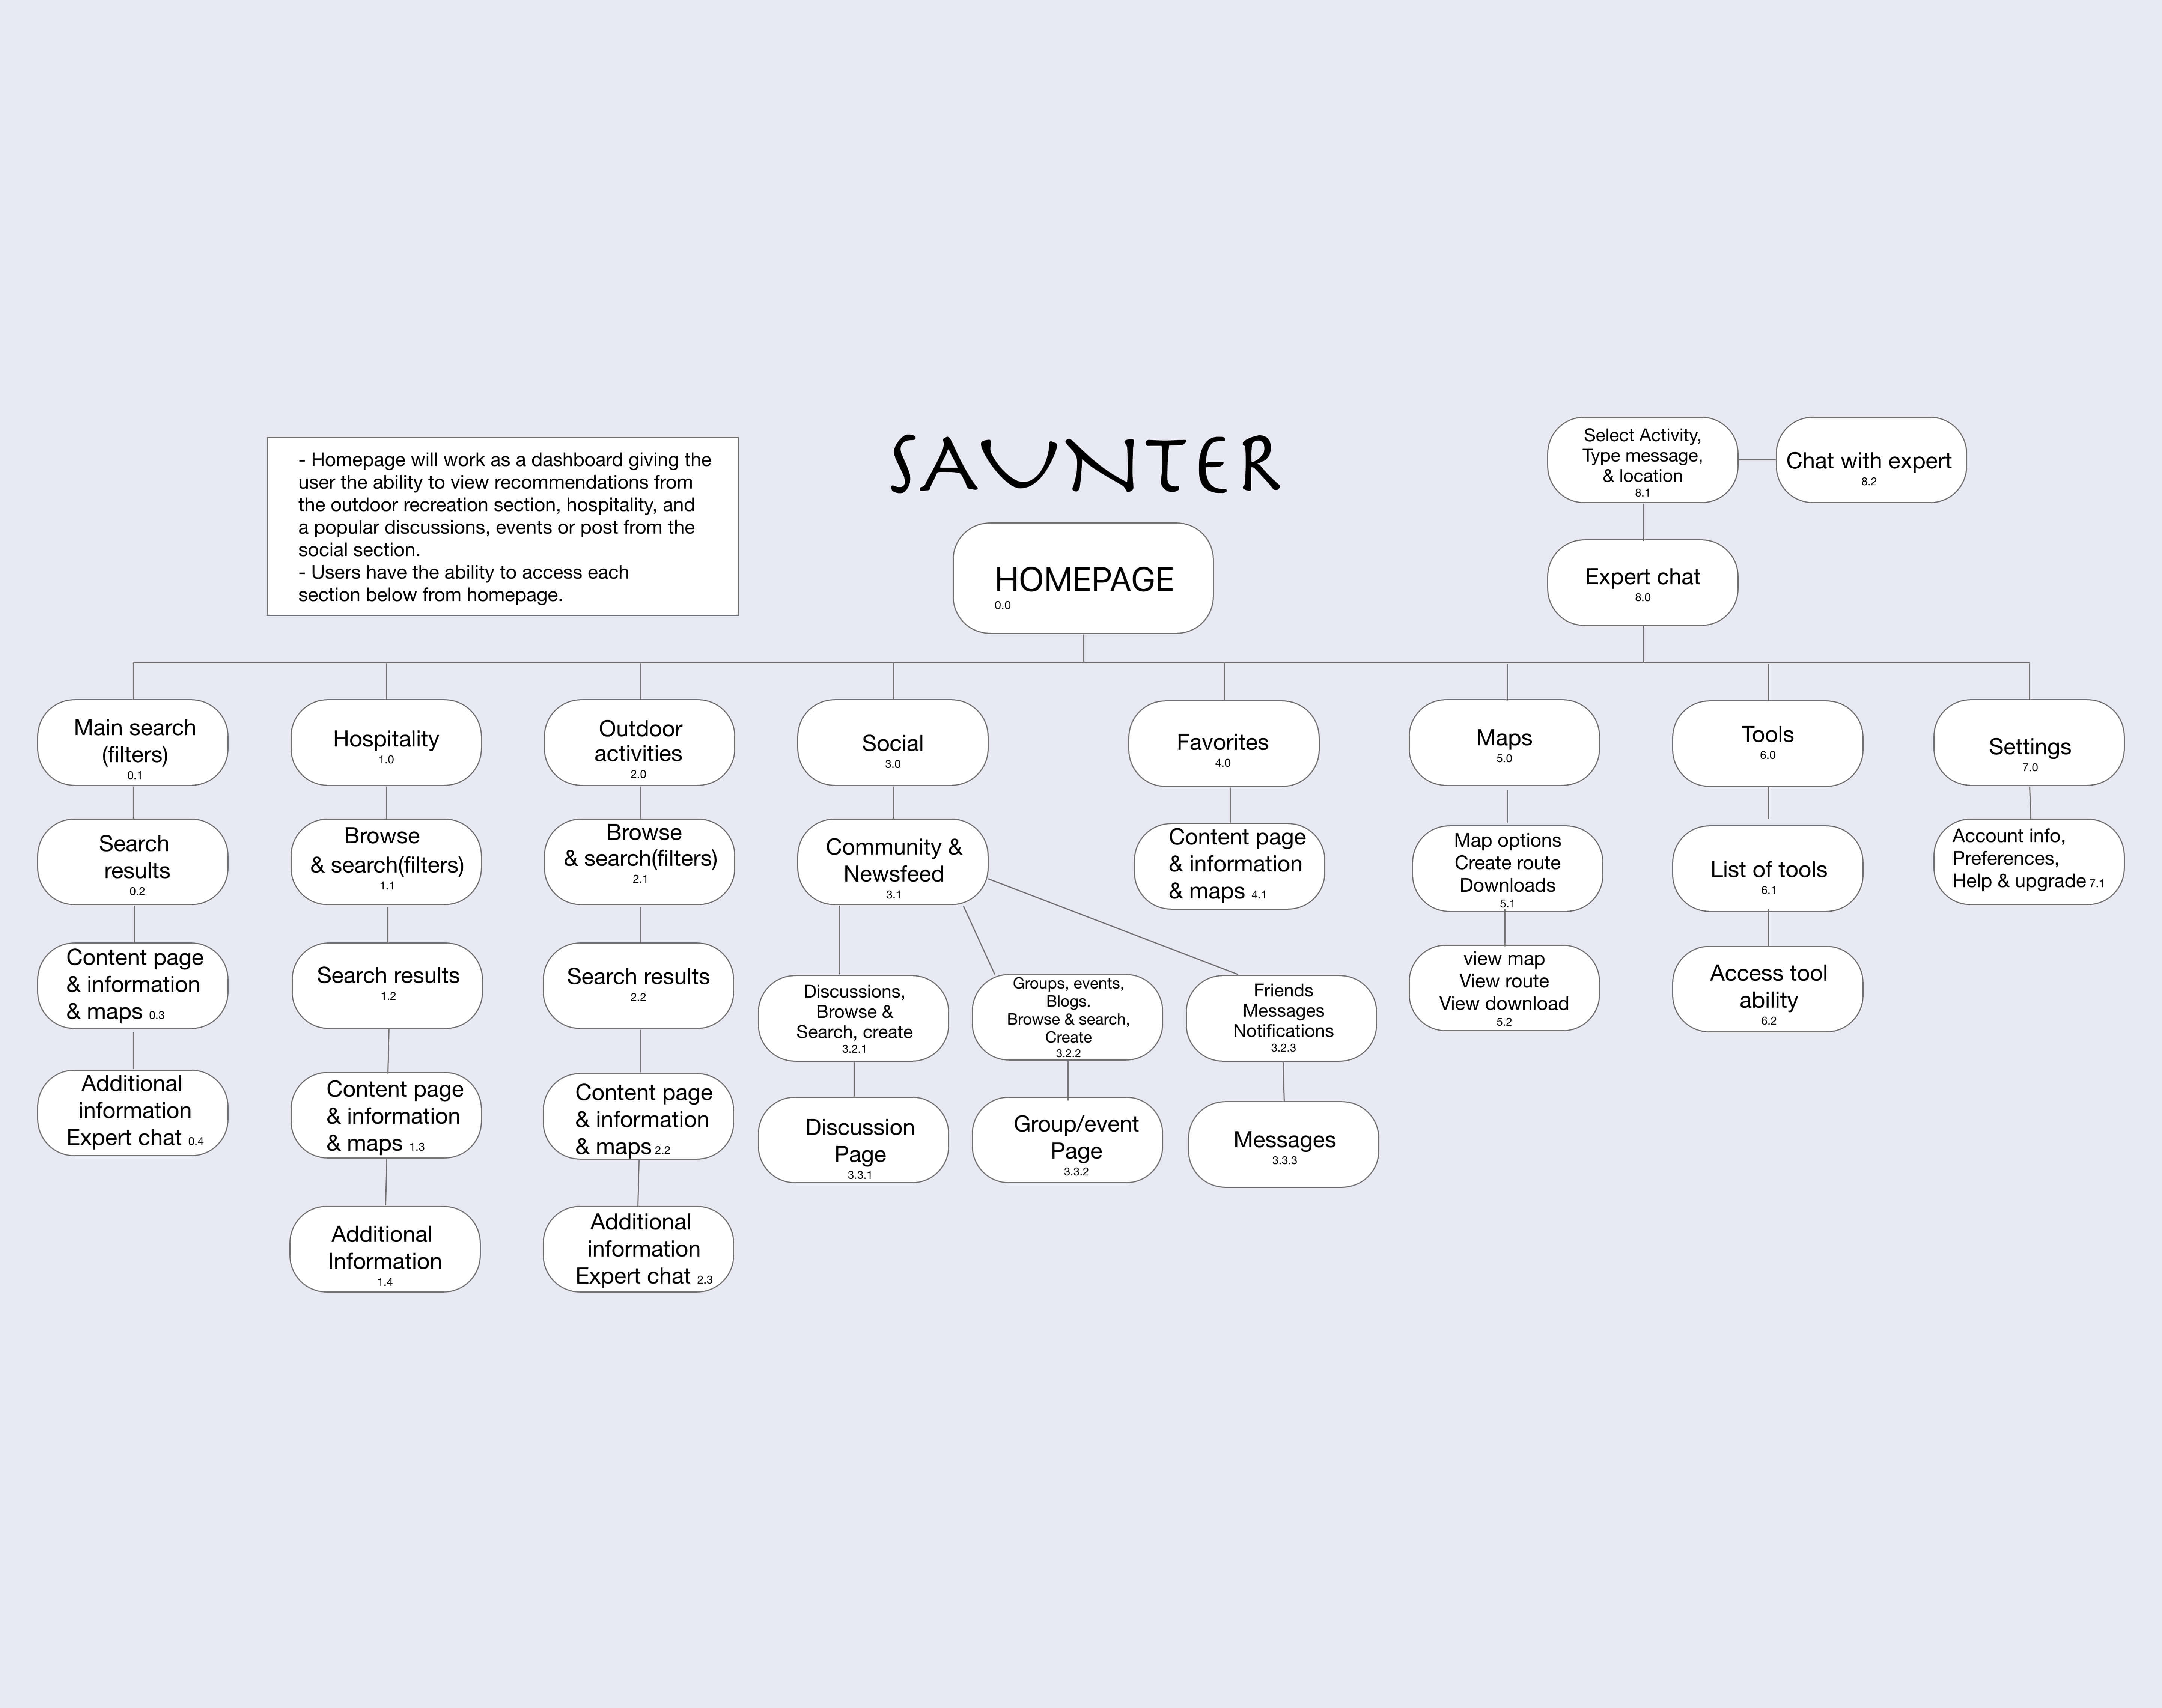 SAUNTER
- Homepage will work as a dashboard giving the
user the ability to view recommendations from
the outdoor recreation section, hospitality, and
a popular discussions, events or post from the
social section.
- Users have the ability to access each
section below from homepage.
HOMEPAGE
0.0
Select Activity,
Type message,
& location
8.1
Chat with expert
8.2
Expert chat
8.0
Main search
(filters)
0.1
Search
results
0.2
Content page
& information
& maps 0.3
Additional
information
Expert chat 0.4
Hospitality
1.0
Browse
& search(filters)
1.1
Search results
1.2
Content page
& information
& maps 1.3
Additional
Information
1.4
Outdoor
activities
2.0
Browse
& search(filters)
2.1
Search results
2.2
Content page
& information
& maps 2.2
Additional
information
Expert chat 2.3
Social
3.0
Community &
Newsfeed
3.1
Discussions,
Browse &
Search, create
3.2.1
Discussion
Page
3.3.1
Groups, events,
Blogs.
Browse & search,
Create
3.2.2
Group/event
Page
3.3.2
Friends
Messages
Notifications
3.2.3
Messages
3.3.3
Favorites
4.0
Content page
& information
& maps 4.1
Maps
5.0
Map options
Create route
Downloads
5.1
view map
View route
View download
5.2
Tools
6.0
List of tools
6.1
Access tool
ability
6.2
Settings
7.0
Account info,
Preferences,
Help & upgrade 7.1